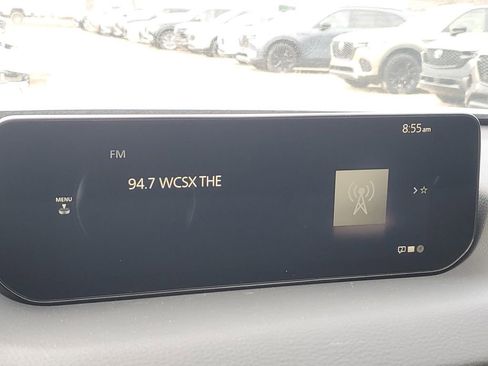 8:55am
FM
94.7 WCSX THE
MENU